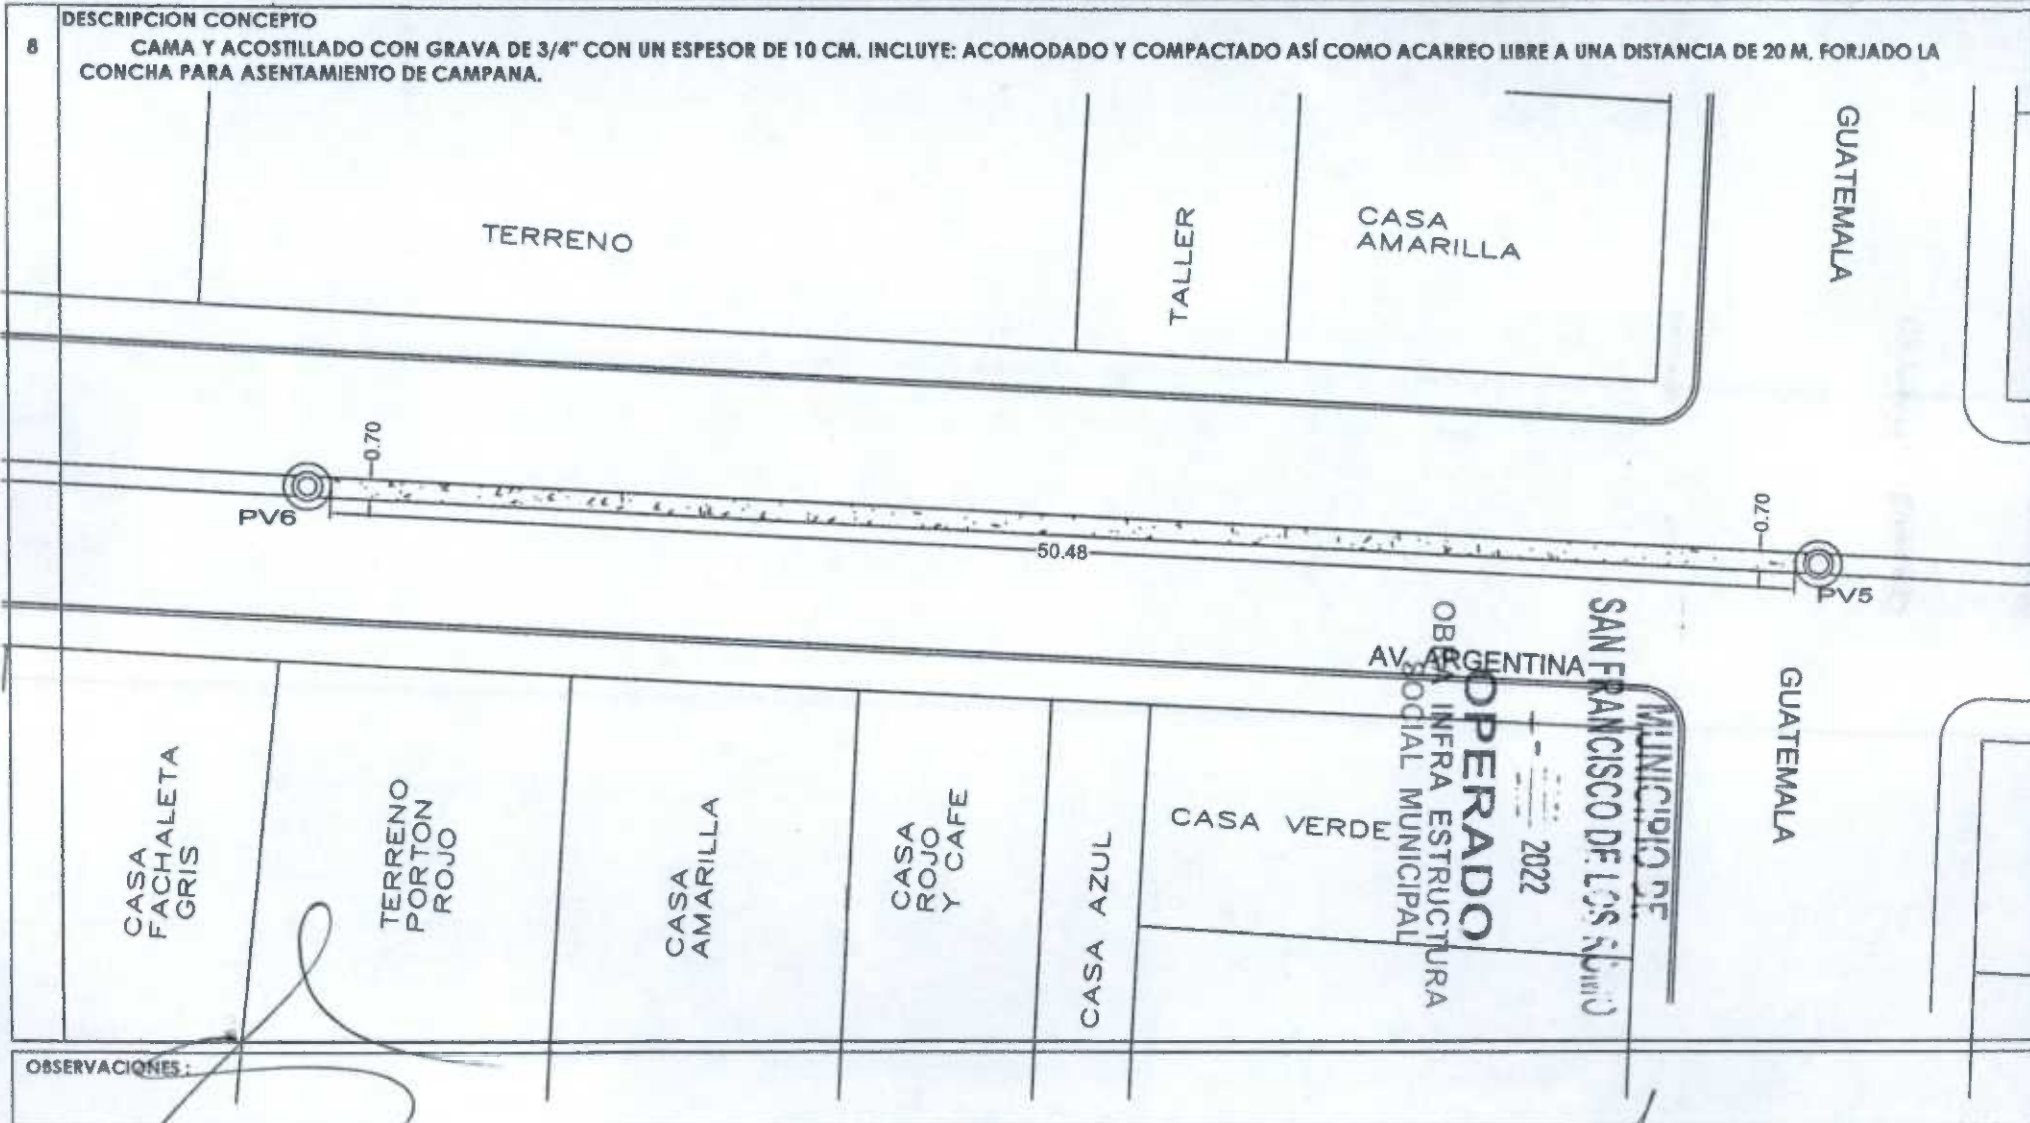 DESCRIPCION CONCEPTO
8
CAMA Y ACOSTILLADO CON GRAVA DE 3/4" CON UN ESPESOR DE 10 CM. INCLUYE: ACOMODADO Y COMPACTADO ASÍ COMO ACARREO LIBRE A UNA DISTANCIA DE 20 M. FORJADO LA
CONCHA PARA ASENTAMIENTO DE CAMPANA.
TERRENO
TALLER
CASA
AMARILLA
GUATEMALA
0.70
PV6
50.48
0.70
PV5
AV. ARGENTINA
GUATEMALA
CASA
FACHALETA
GRIS
TERRENO
PORTON
ROJO
CASA
AMARILLA
CASA
ROJO
Y CAFE
CASA AZUL
CASA VERDE
MUNICIPIO DE
SAN FRANCISCO DE LOS
2022
OPERADO
OBRA INFRA ESTRUCTURA
SOCIAL MUNICIPAL
OBSERVACIONES: